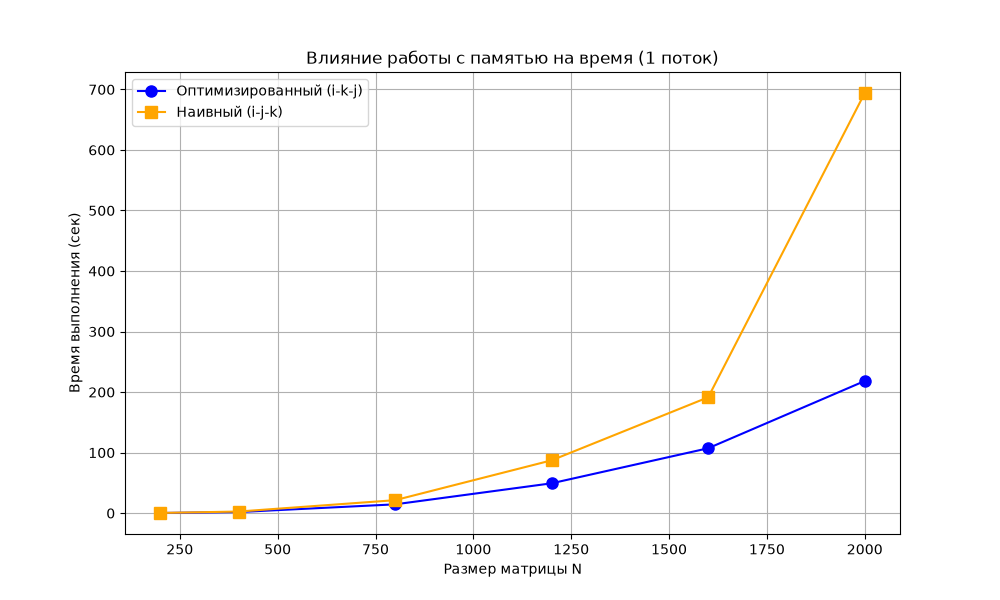 Влияние работы с памятью на время (1 поток)
Оптимизированный (i-k-j)
Наивный (i-j-k)
Время выполнения (сек)
700
600
500
400
300
200
100
0
250 500 750 1000 1250 1500 1750 2000
Размер матрицы N